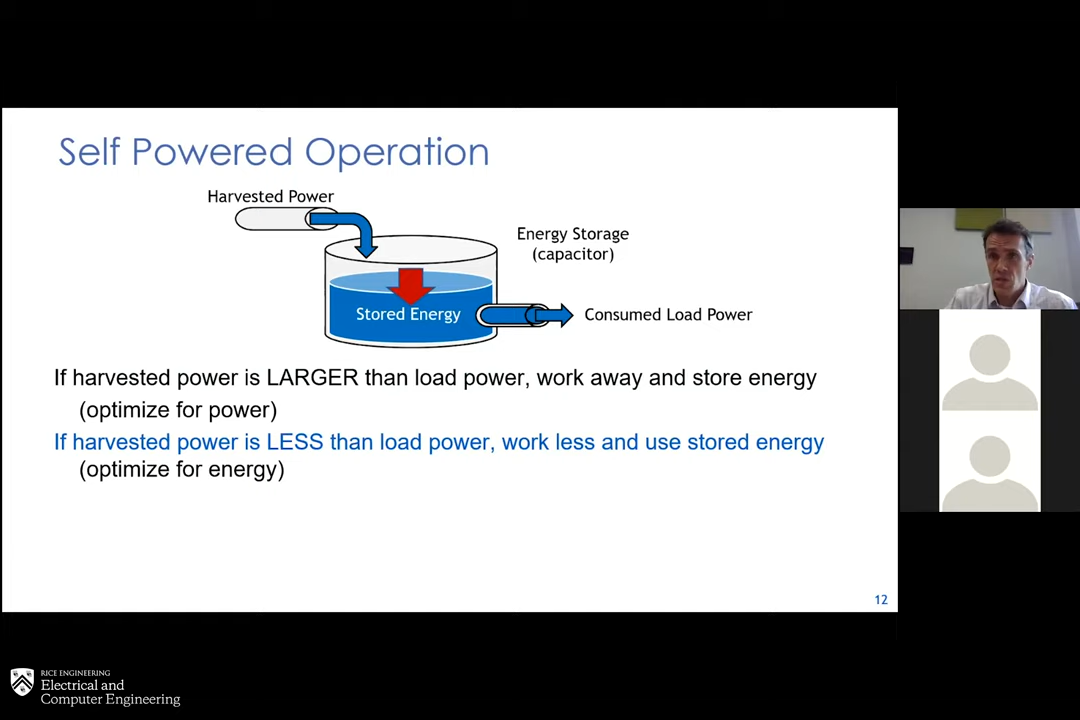 Self Powered Operation
Harvested Power
Energy Storage
(capacitor)
Stored Energy
Consumed Load Power
If harvested power is LARGER than load power, work away and store energy
(optimize for power)
If harvested power is LESS than load power, work less and use stored energy
(optimize for energy)
12
RICE ENGINEERING
Electrical and
Computer Engineering